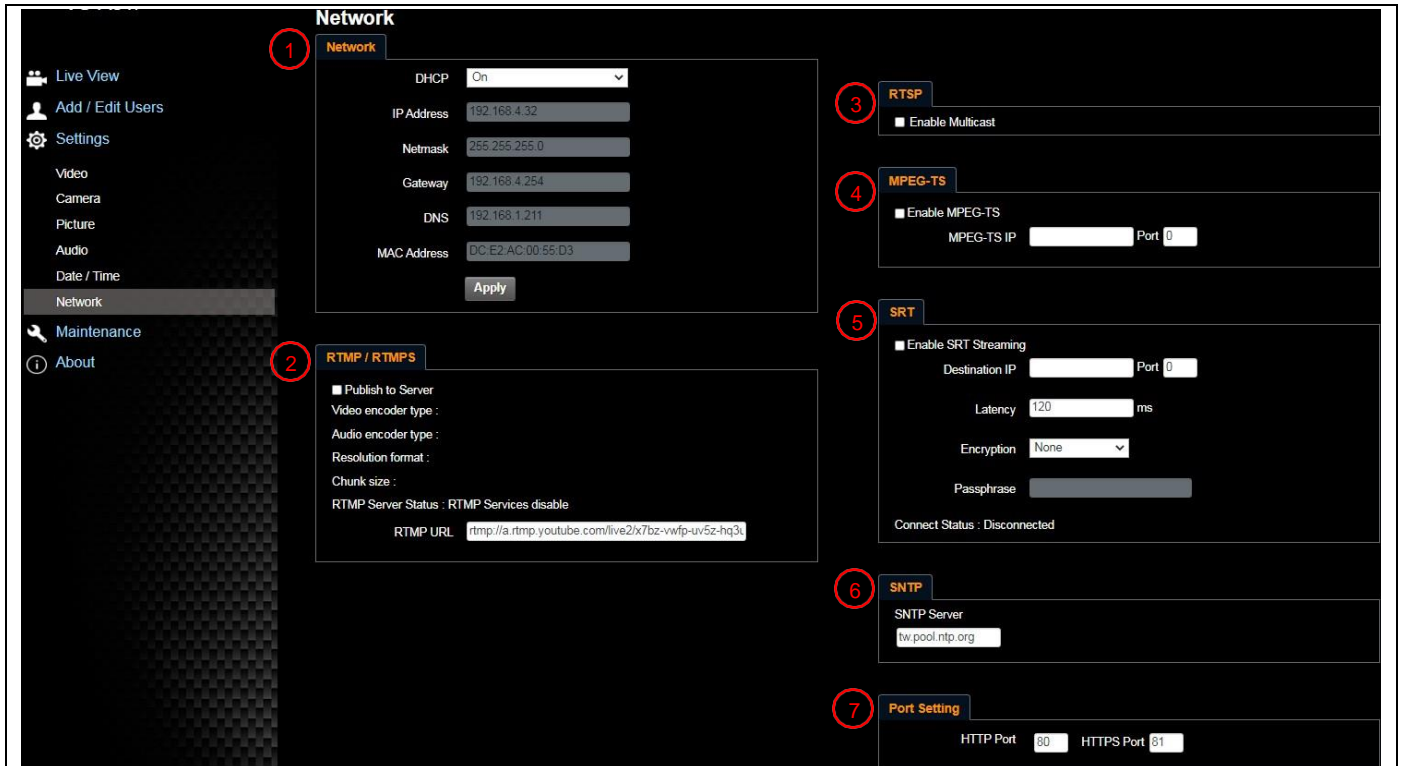 Network
Live View
Add / Edit Users
Settings
Video
Camera
Picture
Audio
Date / Time
Network
Maintenance
About
1
Network
DHCP On
IP Address 192.168.4.32
Netmask 255.255.255.0
Gateway 192.168.4.254
DNS 192.168.1.211
MAC Address DC:E2:AC:00:55:D3
Apply
2
RTMP / RTMPS
Publish to Server
Video encoder type :
Audio encoder type :
Resolution format :
Chunk size :
RTMP Server Status : RTMP Services disable
RTMP URL rtmp://a.rtmp.youtube.com/live2/x7bz-vwfp-uv5z-hq3u
3
RTSP
Enable Multicast
4
MPEG-TS
Enable MPEG-TS
MPEG-TS IP Port 0
5
SRT
Enable SRT Streaming
Destination IP Port 0
Latency 120 ms
Encryption None
Passphrase
Connect Status : Disconnected
6
SNTP
SNTP Server
tw.pool.ntp.org
7
Port Setting
HTTP Port 80 HTTPS Port 81